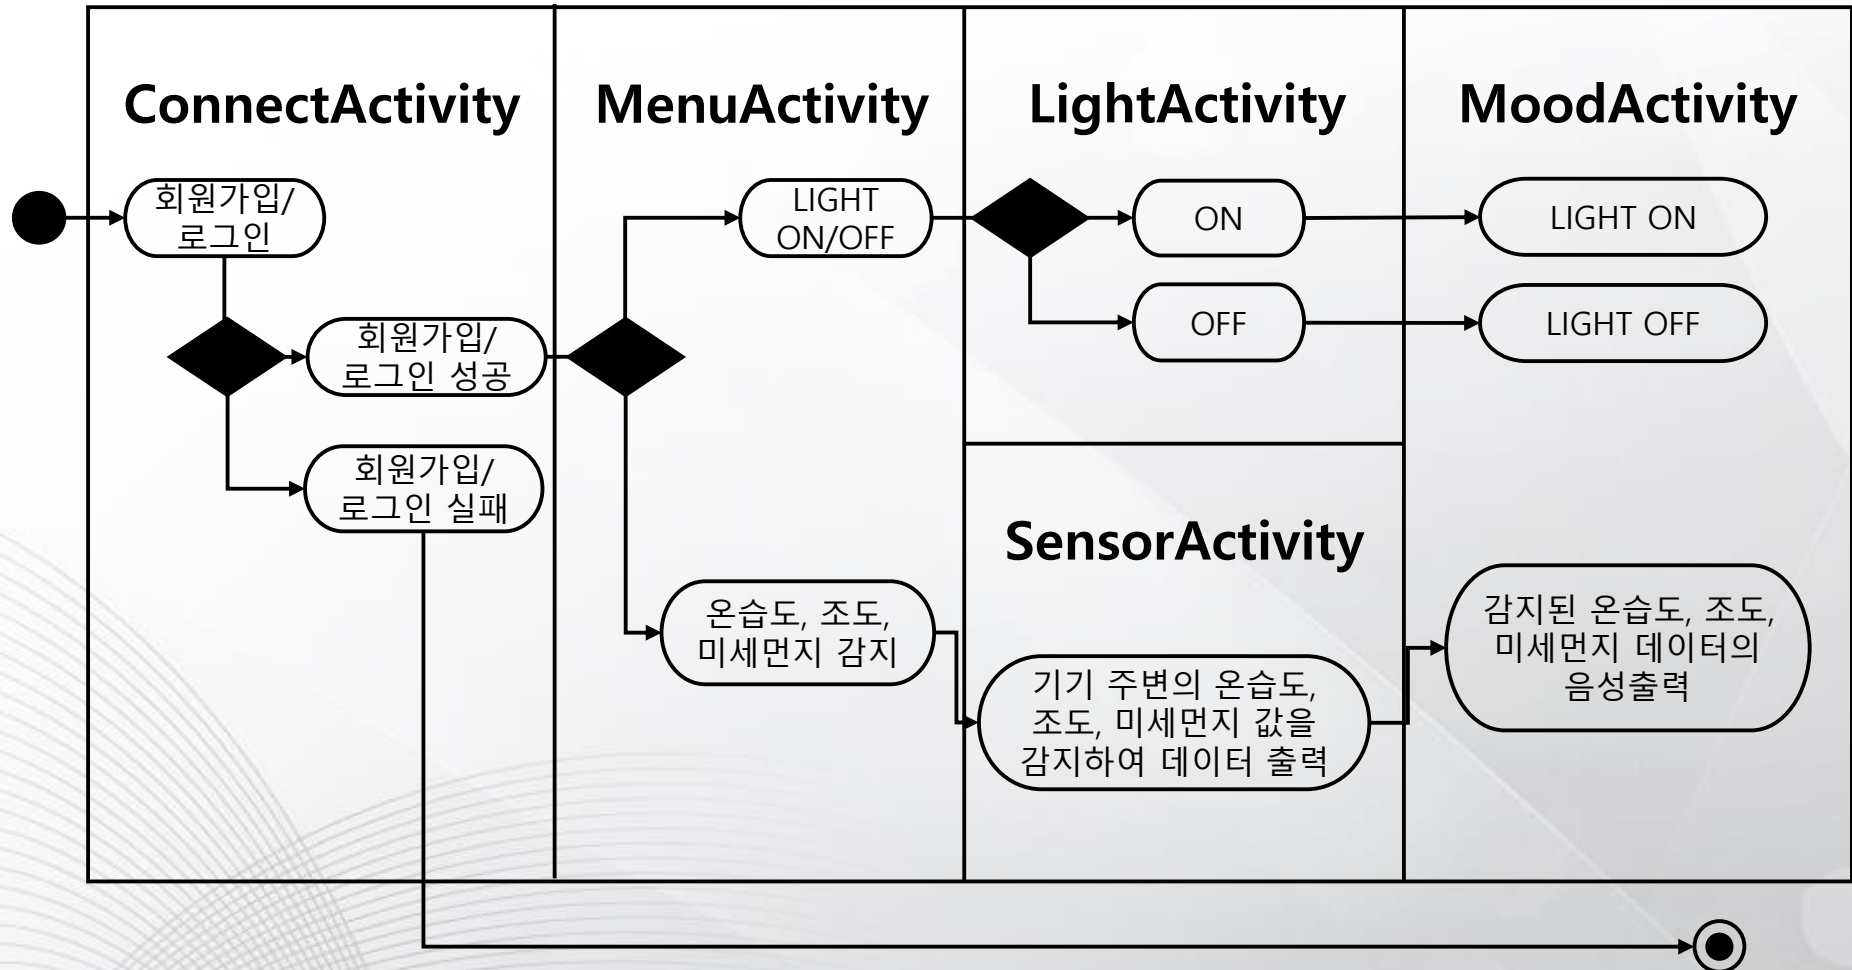 ConnectActivity
MenuActivity
LightActivity
MoodActivity
회원가입/
로그인
LIGHT
ON/OFF
ON
LIGHT ON
OFF
LIGHT OFF
회원가입/
로그인 성공
회원가입/
로그인 실패
SensorActivity
온습도, 조도,
미세먼지 감지
기기 주변의 온습도,
조도, 미세먼지 값을
감지하여 데이터 출력
감지된 온습도, 조도,
미세먼지 데이터의
음성출력